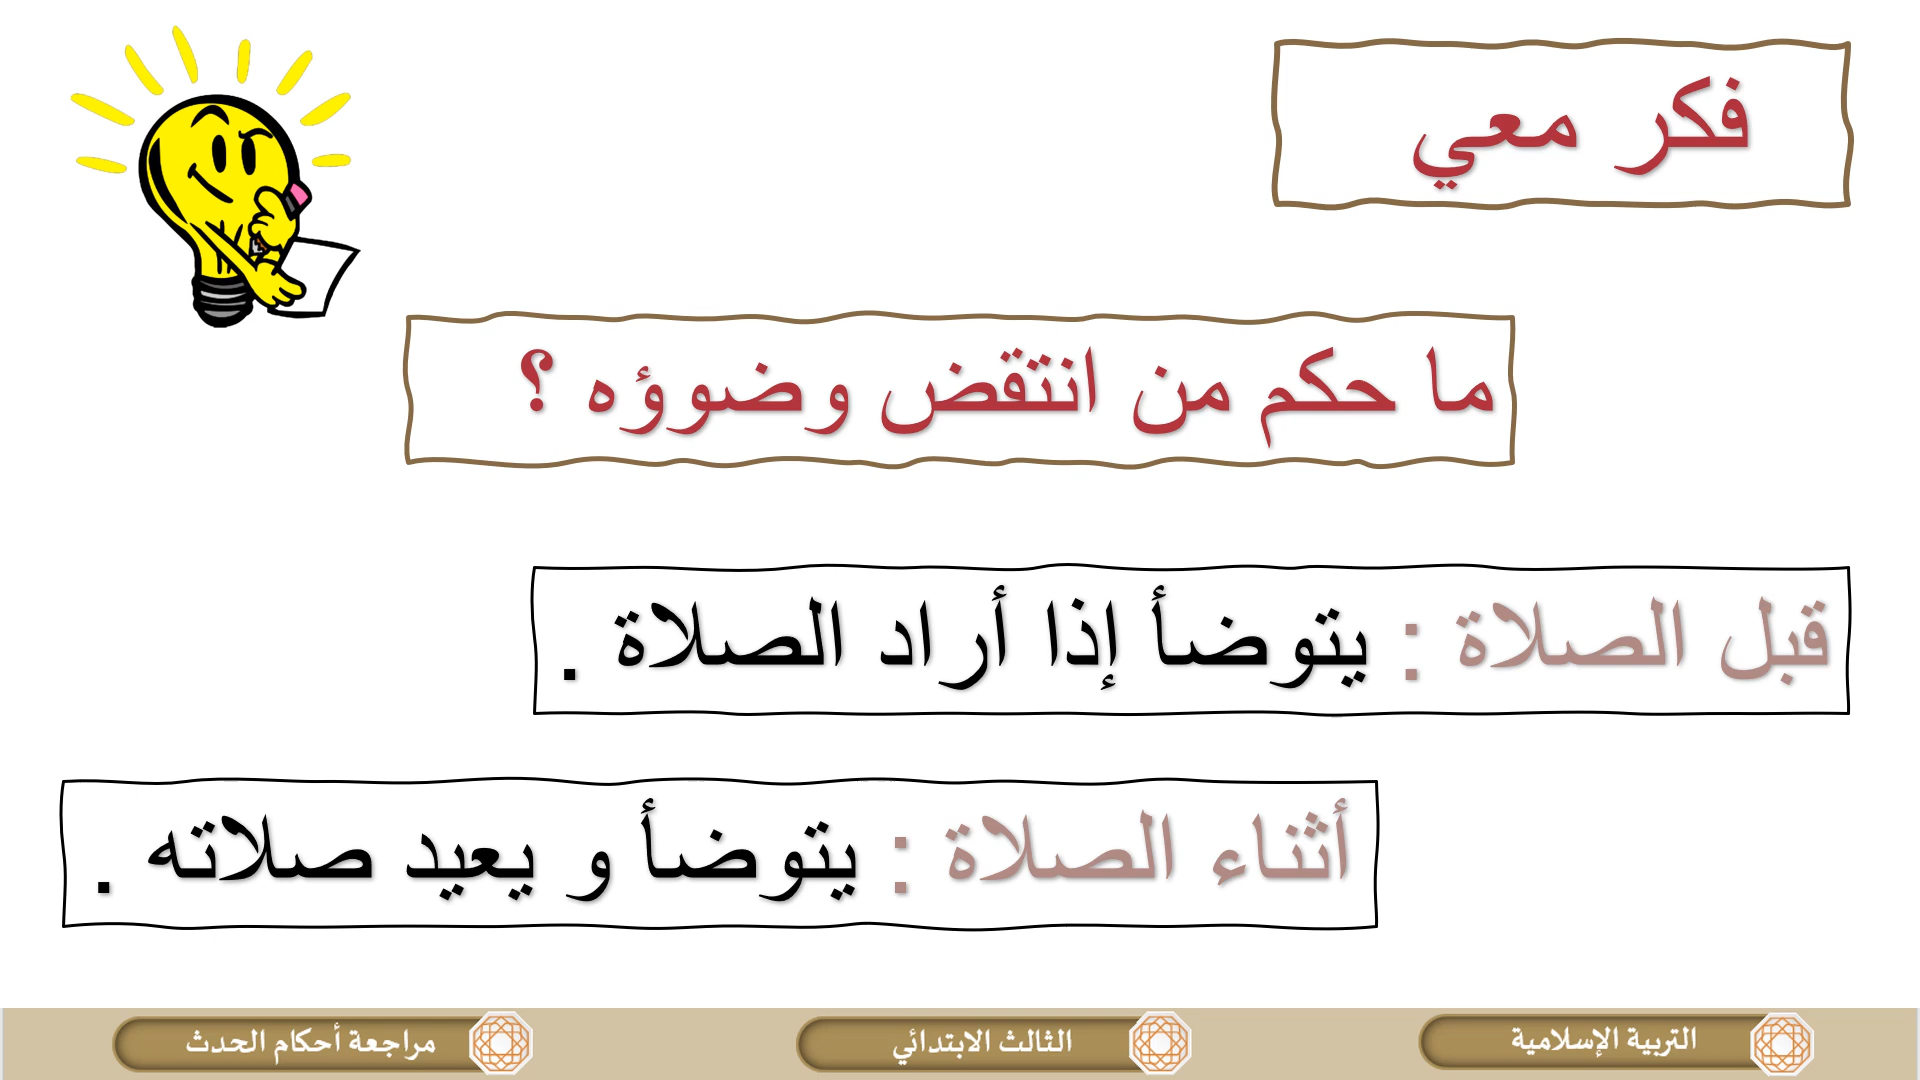 فكر معي
ما حكم من انتقض وضوؤه ؟
قبل الصلاة : يتوضأ إذا أراد الصلاة .
أثناء الصلاة : يتوضأ و يعيد صلاته .
التربية الإسلامية
الثالث الابتدائي
مراجعة أحكام الحدث